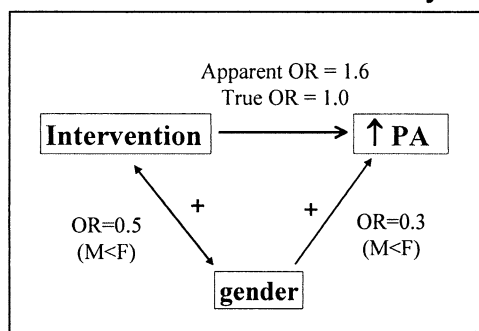 Apparent OR = 1.6
True OR = 1.0
Intervention
↑ PA
+
+
OR=0.5
(M<F)
OR=0.3
(M<F)
gender